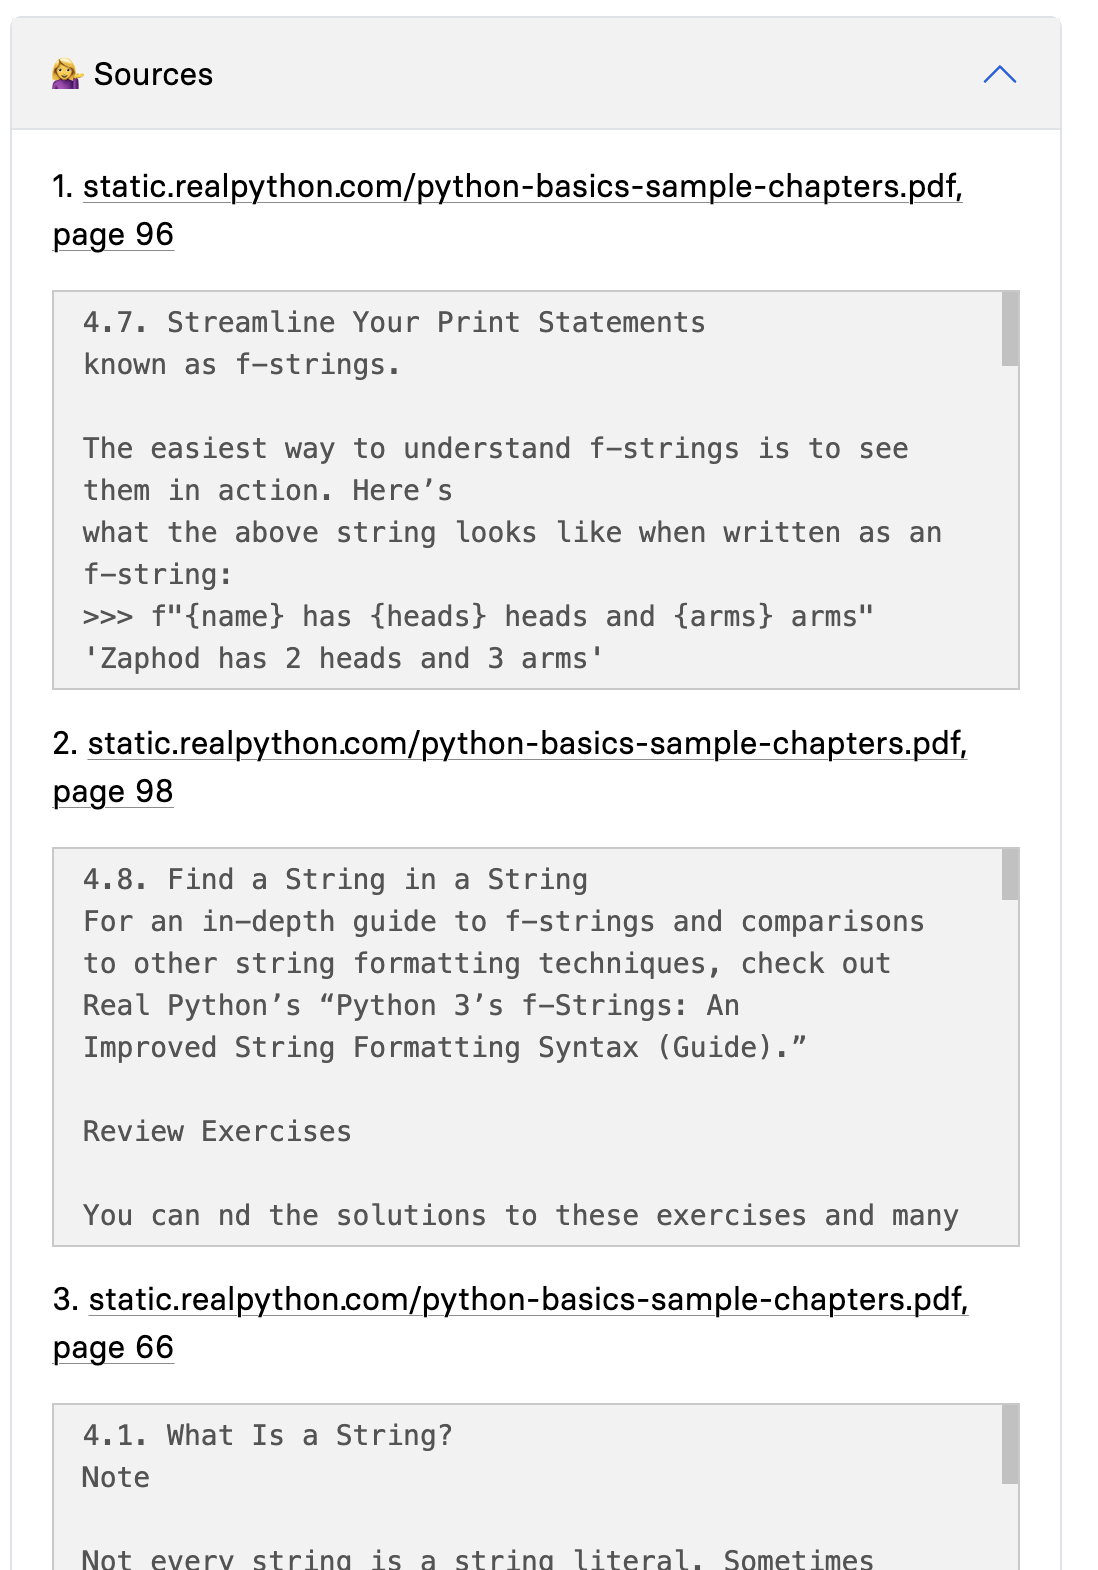 Sources
1. static.realpython.com/python-basics-sample-chapters.pdf,
page 96
4.7. Streamline Your Print Statements
known as f-strings.
The easiest way to understand f-strings is to see
them in action. Here’s
what the above string looks like when written as an
f-string:
>>> f"{name} has {heads} heads and {arms} arms"
'Zaphod has 2 heads and 3 arms'
2. static.realpython.com/python-basics-sample-chapters.pdf,
page 98
4.8. Find a String in a String
For an in-depth guide to f-strings and comparisons
to other string formatting techniques, check out
Real Python’s “Python 3’s f-Strings: An
Improved String Formatting Syntax (Guide).”
Review Exercises
You can nd the solutions to these exercises and many
3. static.realpython.com/python-basics-sample-chapters.pdf,
page 66
4.1. What Is a String?
Note
Not every string is a string literal. Sometimes